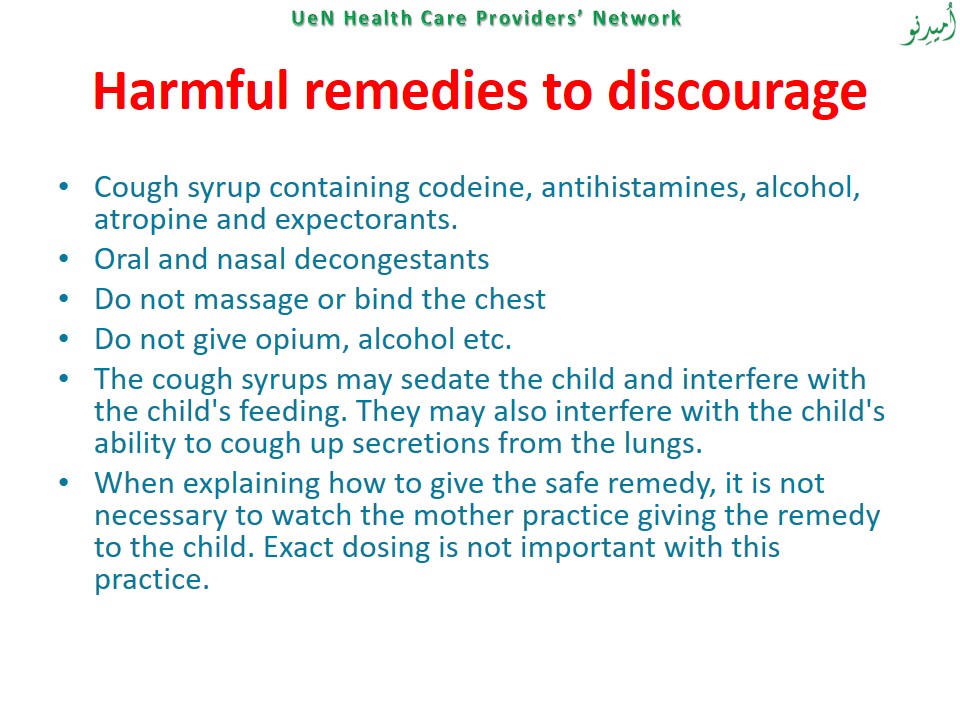 UeN Health Care Providers’ Network
اُمیدِنو
Harmful remedies to discourage
• Cough syrup containing codeine, antihistamines, alcohol,
atropine and expectorants.
• Oral and nasal decongestants
• Do not massage or bind the chest
• Do not give opium, alcohol etc.
• The cough syrups may sedate the child and interfere with
the child's feeding. They may also interfere with the child's
ability to cough up secretions from the lungs.
• When explaining how to give the safe remedy, it is not
necessary to watch the mother practice giving the remedy
to the child. Exact dosing is not important with this
practice.